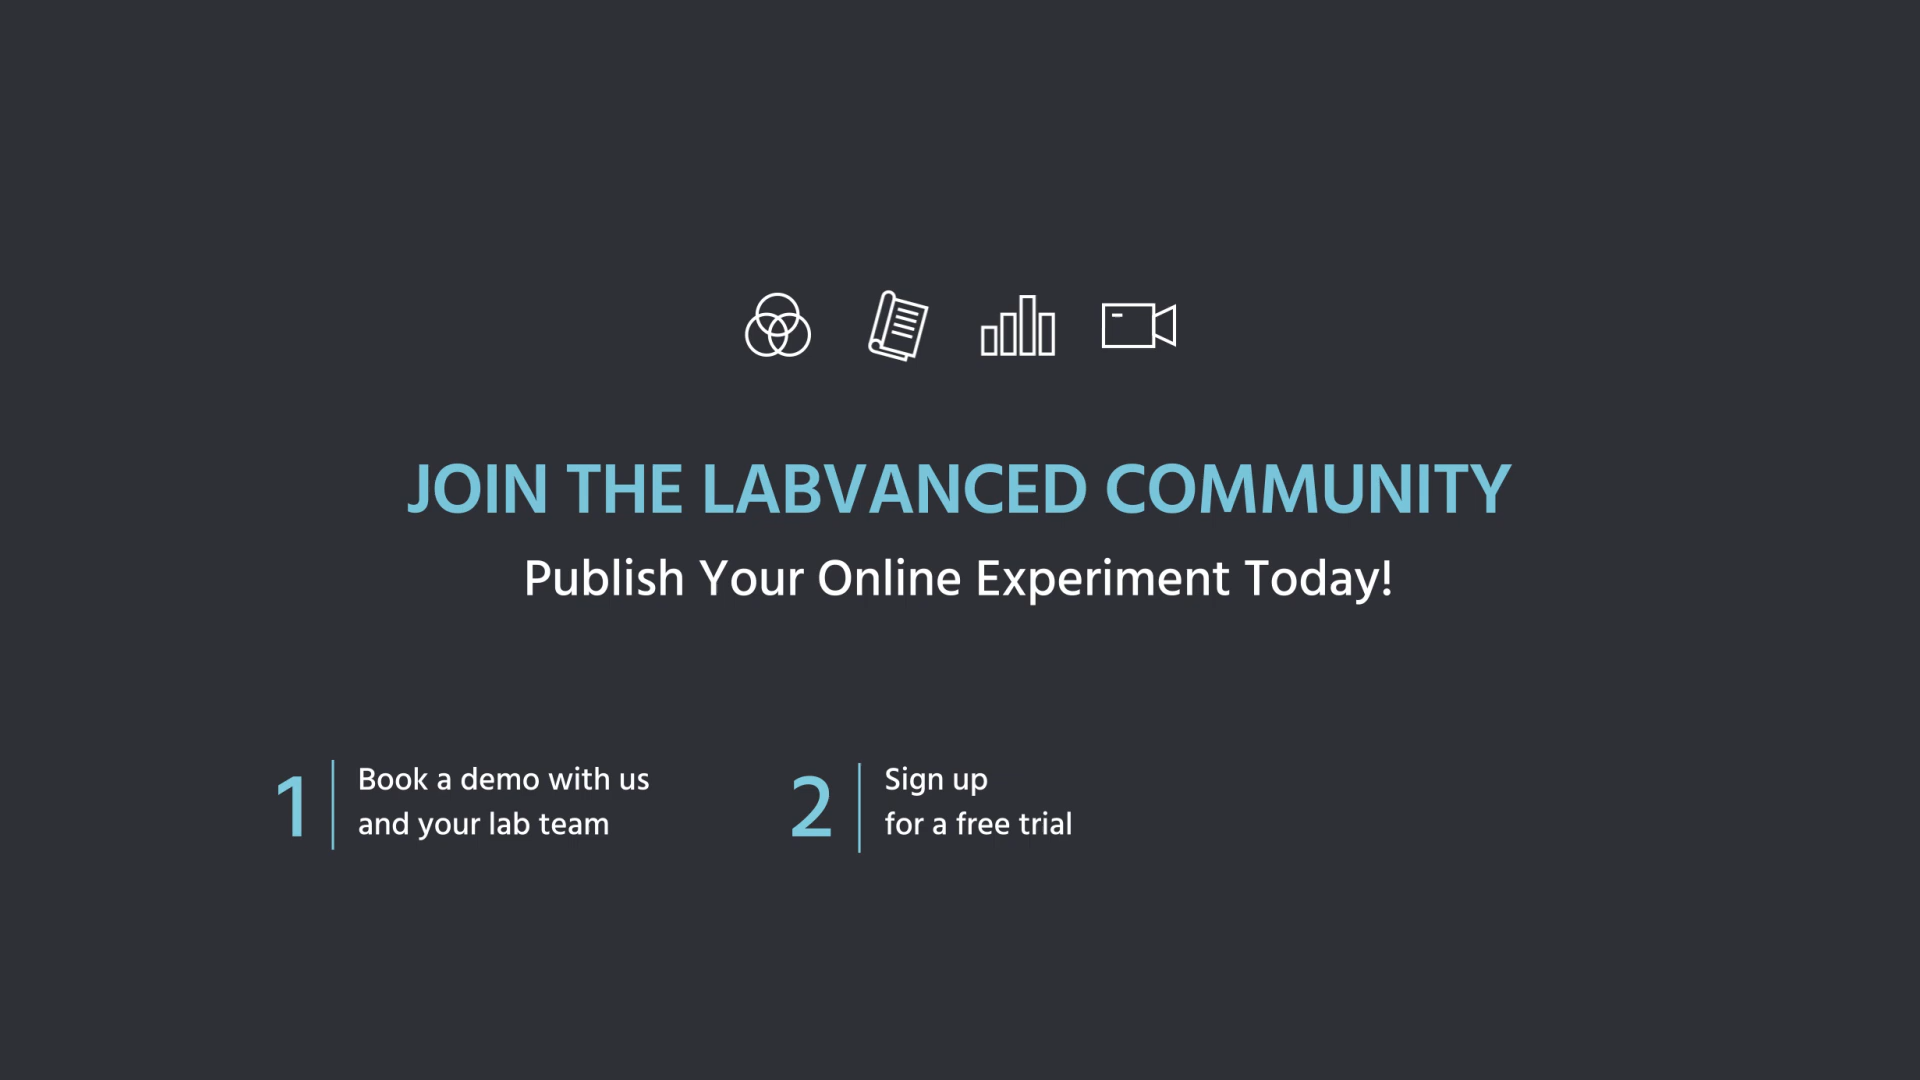 JOIN THE LABVANCED COMMUNITY
Publish Your Online Experiment Today!
1
Book a demo with us
and your lab team
2
Sign up
for a free trial